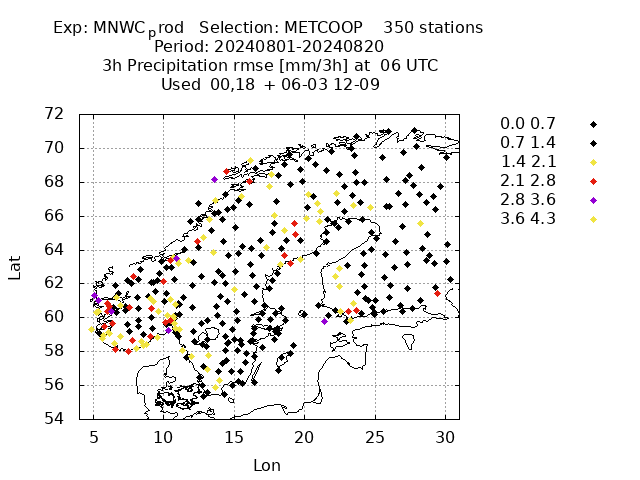 Exp: MNWC_prod   Selection: METCOOP    350 stations
Period: 20240801-20240820
3h Precipitation rmse [mm/3h] at  06 UTC
Used  00,18  + 06-03 12-09
72
70
68
66
64
62
60
58
56
54
5 10 15 20 25 30
Lat
Lon
0.0 0.7
0.7 1.4
1.4 2.1
2.1 2.8
2.8 3.6
3.6 4.3